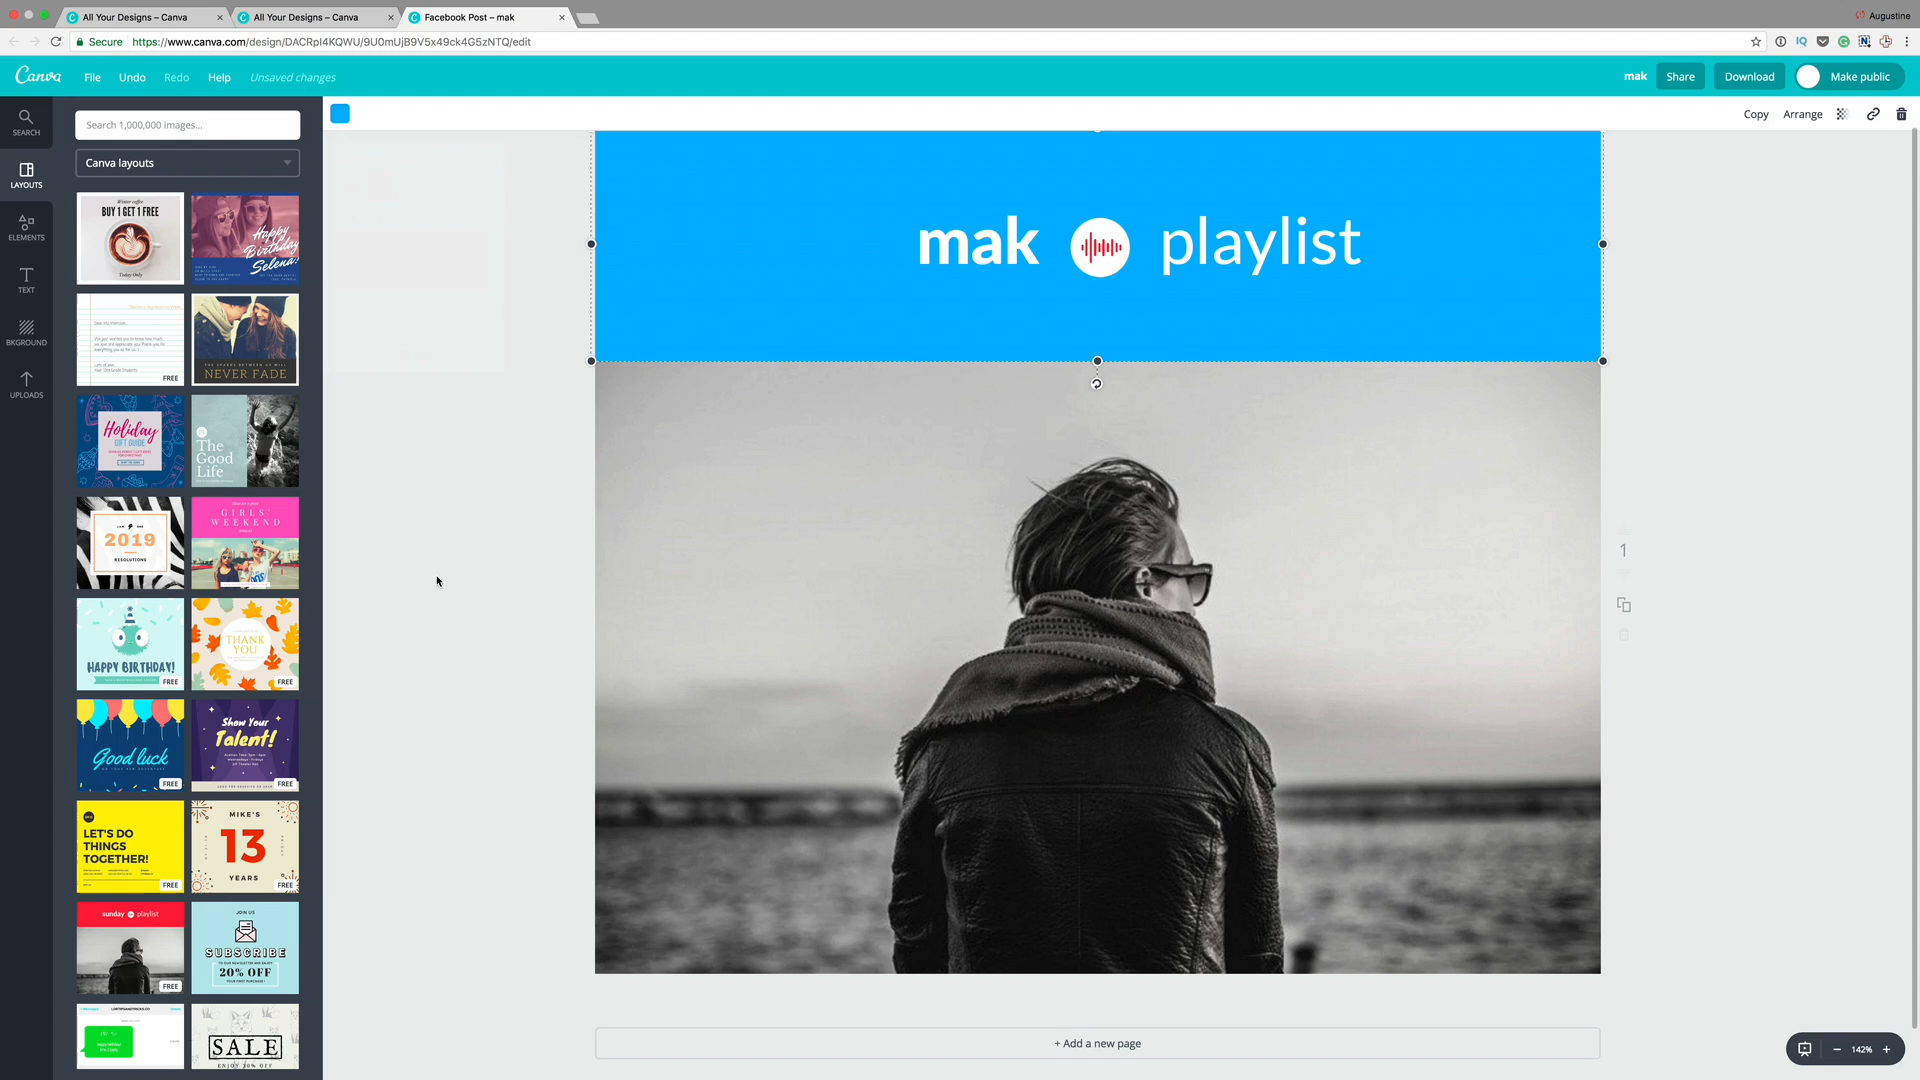 All Your Designs – Canva
All Your Designs – Canva
Facebook Post – mak
Augustine
Secure
https://www.canva.com/design/DACRpI4KQWU/9U0mUjB9V5x49ck4G5zNTQ/edit
Canva
File
Undo
Redo
Help
Unsaved changes
mak
Share
Download
Make public
SEARCH
LAYOUTS
ELEMENTS
TEXT
BKGROUND
UPLOADS
Search 1,000,000 images...
Canva layouts
Copy
Arrange
mak playlist
Winter coffee
BUY 1 GET 1 FREE
Today Only
Happy
Birthday
Selena!
FREE
NEVER FADE
Holiday
GIFT GUIDE
The
Good
Life
2019
RESOLUTIONS
GIRLS'
WEEKEND
HAPPY BIRTHDAY!
FREE
THANK
YOU
FREE
Good luck
FREE
Show Your
Talent!
FREE
LET'S DO
THINGS
TOGETHER!
FREE
MIKE'S
13
YEARS
FREE
sunday playlist
FREE
JOIN US
SUBSCRIBE
20% OFF
SALE
1
+ Add a new page
142%